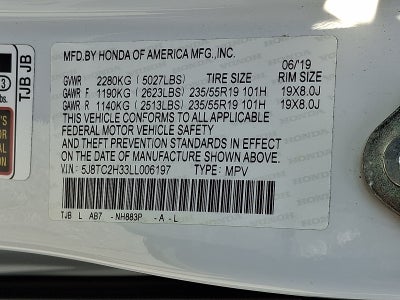 MFD.BY HONDA OF AMERICA MFG.,INC. 06/'19
GVWR 2280KG (5027LBS) TIRE SIZE RIM SIZE
GAWR F 1190KG (2623LBS) 235/55R19 101H 19X8.0J
GAWR R 1140KG (2513LBS) 235/55R19 101H 19X8.0J
THIS VEHICLE CONFORMS TO ALL APPLICABLE
FEDERAL MOTOR VEHICLE SAFETY
AND THEFT PREVENTION STANDARDS IN EFFECT
ON THE DATE OF MANUFACTURE SHOWN ABOVE.
V.I.N:5J8TC2H33LL006197 TYPE:MPV
TJB L AB7 -NH883P -A-L
TJB JB
3
bs.